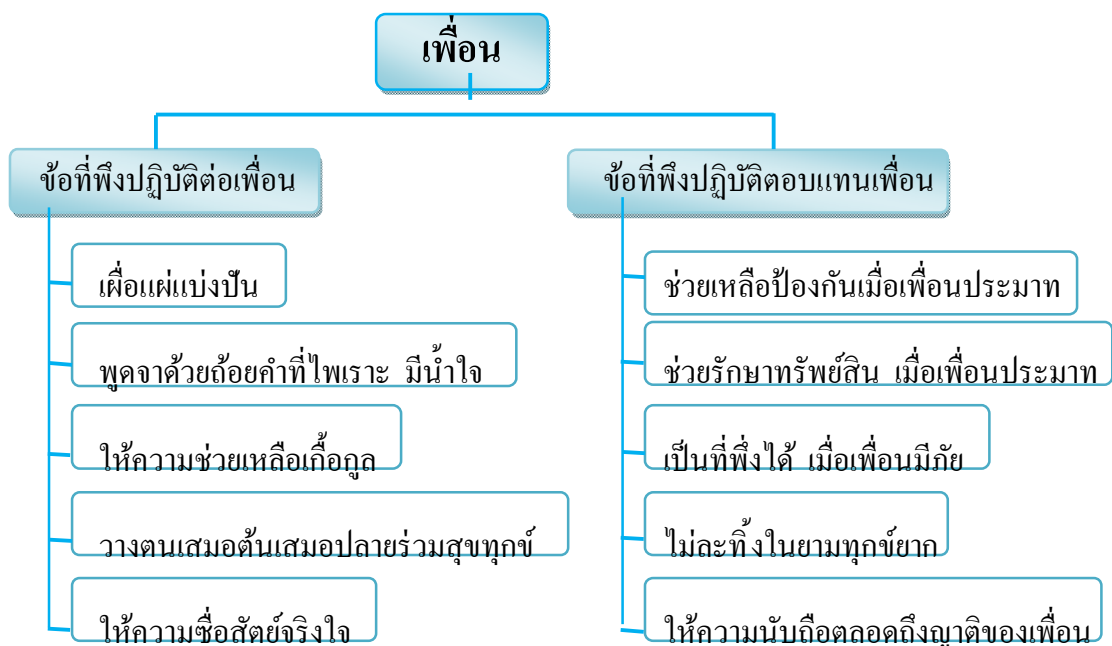 เพื่อน
ข้อที่พึงปฏิบัติต่อเพื่อน
เผื่อแผ่แบ่งปัน
พูดจาด้วยถ้อยคำที่ไพเราะ มีน้ำใจ
ให้ความช่วยเหลือเกื้อกูล
วางตนเสมอต้นเสมอปลายร่วมสุขทุกข์
ให้ความซื่อสัตย์จริงใจ
ข้อที่พึงปฏิบัติตอบแทนเพื่อน
ช่วยเหลือป้องกันเมื่อเพื่อนประมาท
ช่วยรักษาทรัพย์สิน เมื่อเพื่อนประมาท
เป็นที่พึ่งได้ เมื่อเพื่อนมีภัย
ไม่ละทิ้งในยามทุกข์ยาก
ให้ความนับถือตลอดถึงญาติของเพื่อน